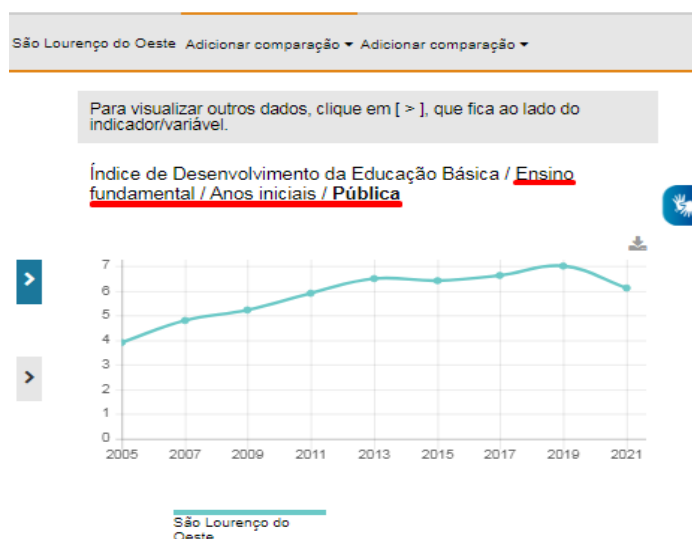 São Lourenço do Oeste Adicionar comparação Adicionar comparação
Para visualizar outros dados, clique em [ > ], que fica ao lado do
indicador/variável.
Índice de Desenvolvimento da Educação Básica / Ensino
fundamental / Anos iniciais / Pública
7
6
5
4
3
2
1
0
2005 2007 2009 2011 2013 2015 2017 2019 2021
São Lourenço do
Oeste